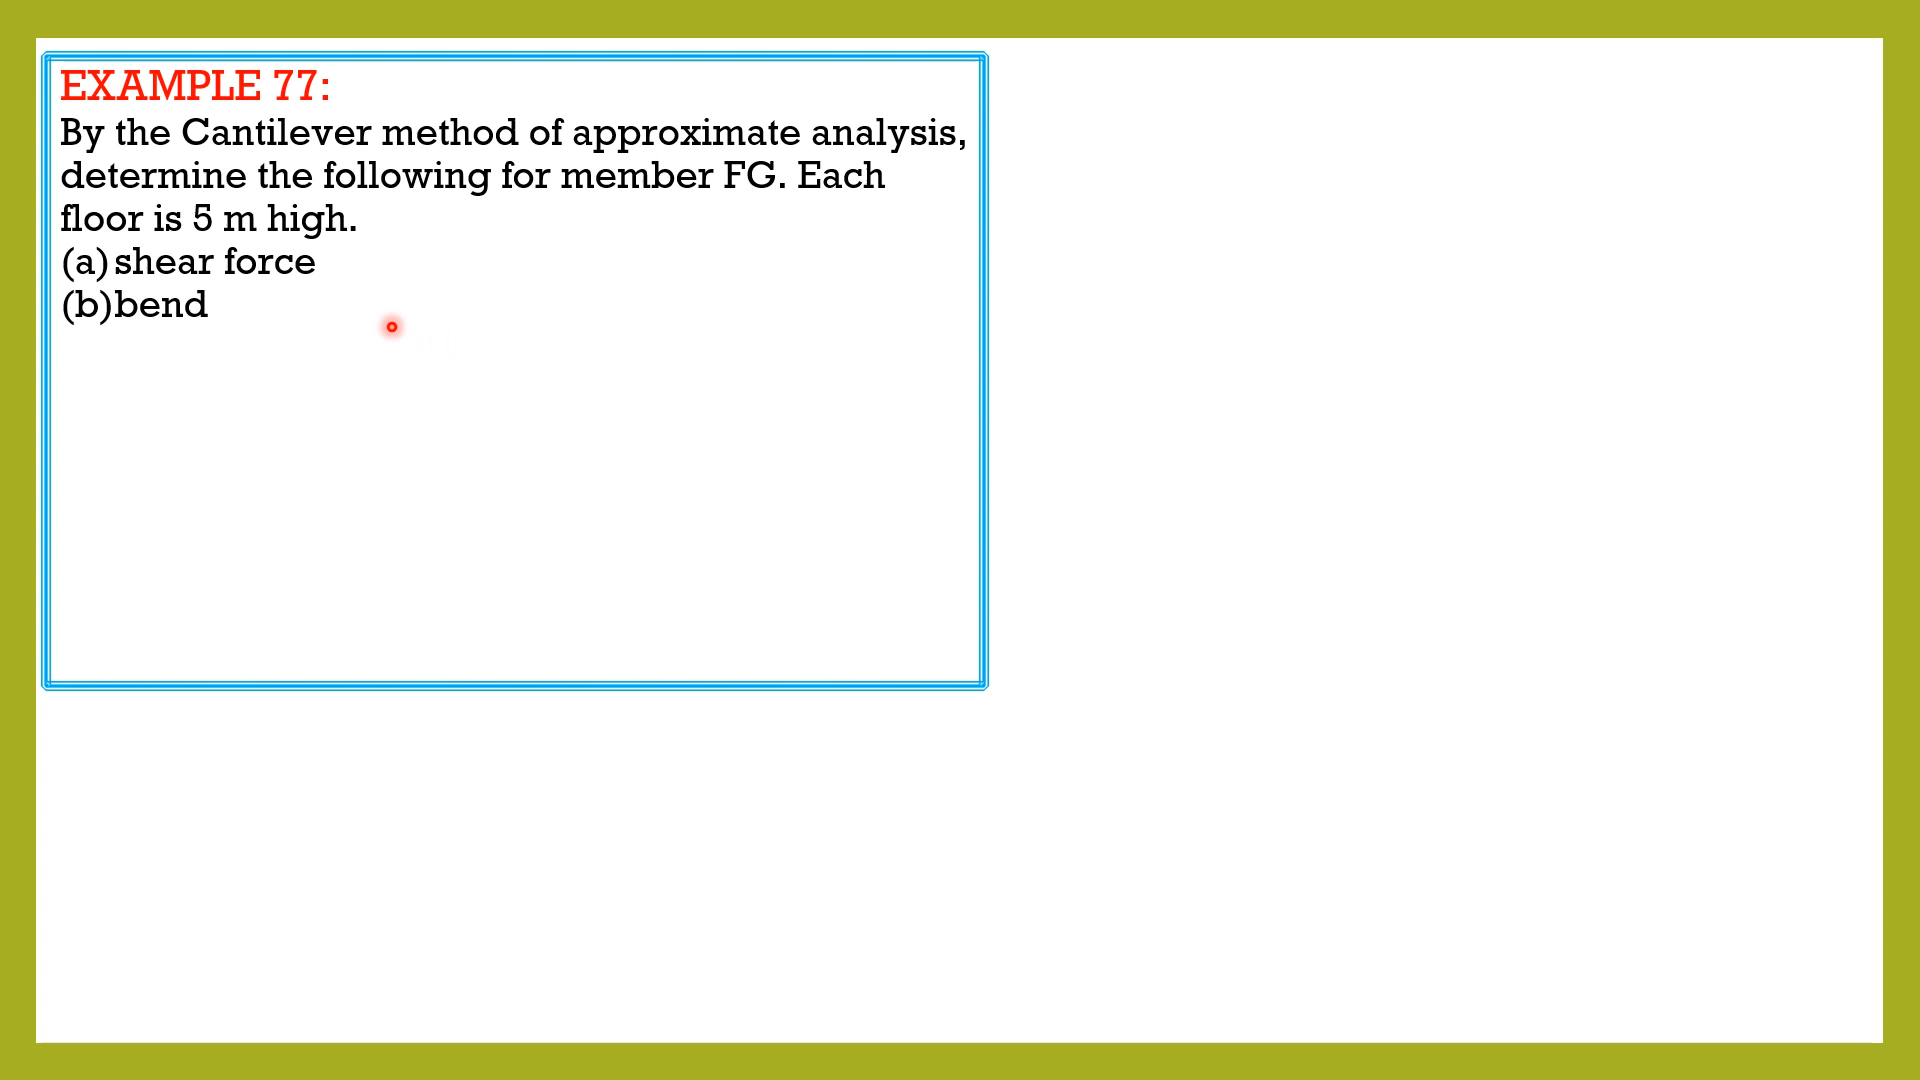 EXAMPLE 77:
By the Cantilever method of approximate analysis,
determine the following for member FG. Each
floor is 5 m high.
(a) shear force
(b)bend